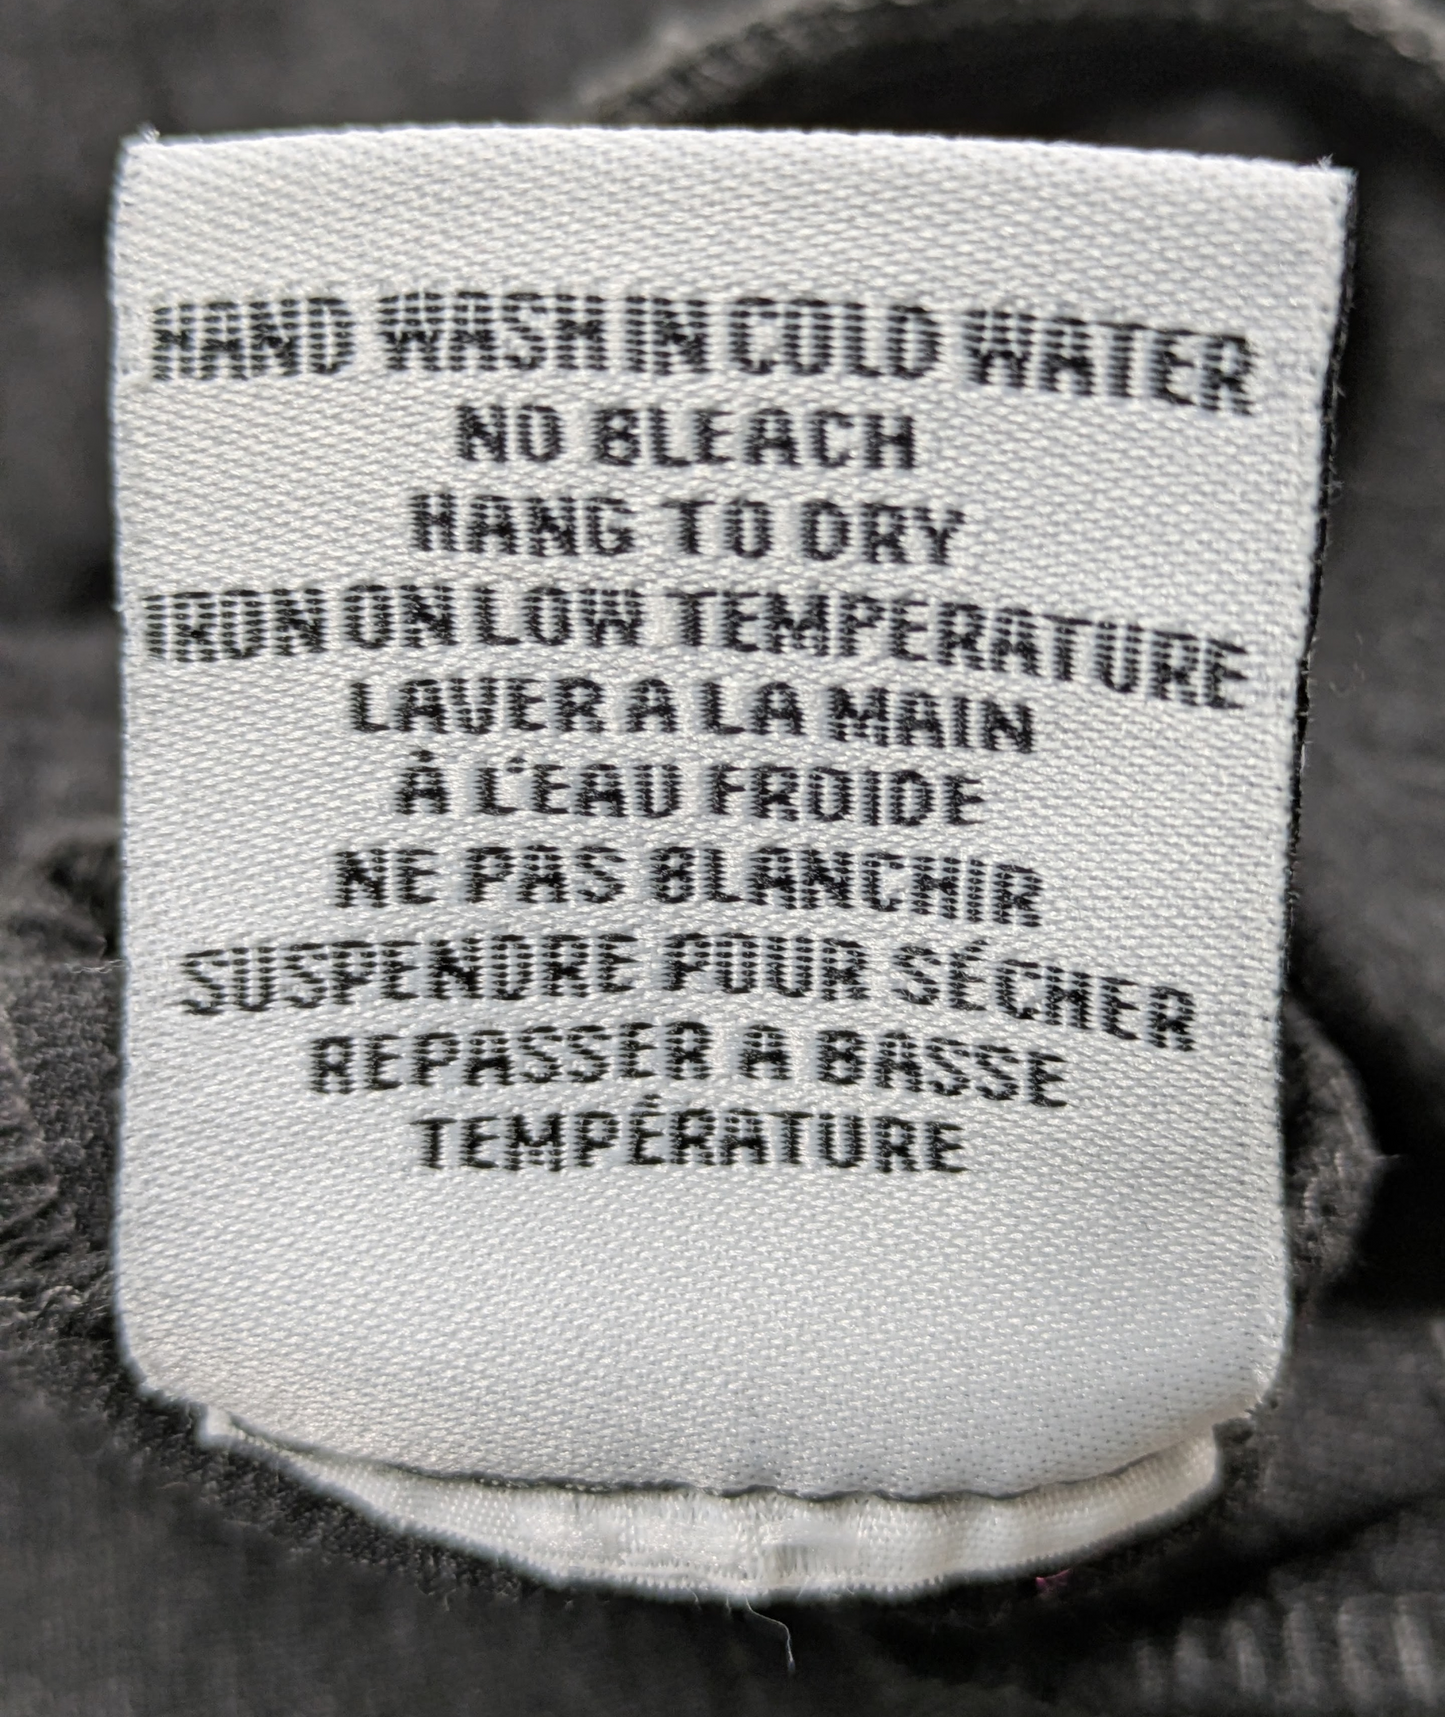 HAND WASH IN COLD WATER
NO BLEACH
HANG TO DRY
IRON ON LOW TEMPERATURE
LAVER A LA MAIN
À L'EAU FROIDE
NE PAS BLANCHIR
SUSPENDRE POUR SÉCHER
REPASSER A BASSE
TEMPÉRATURE